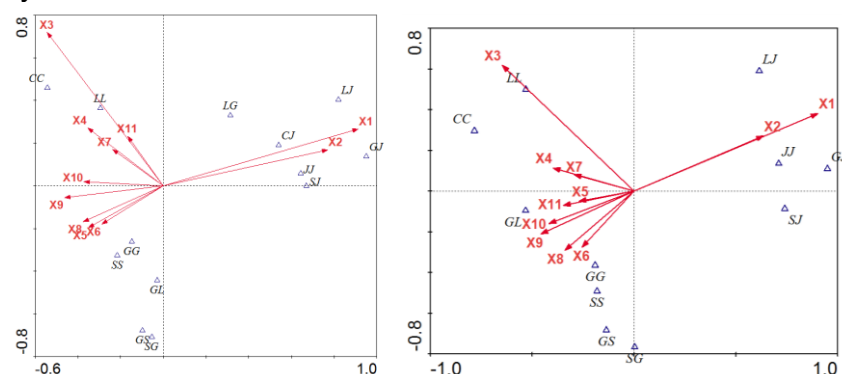 0.8
X3
CC
LL
X4
X11
X7
LG
LJ
X1
CJ
X2
GJ
JJ
SJ
X10
X9
X8
X5
X6
GG
SS
GL
GS
SG
-0.8
-0.6
1.0
0.8
X3
LL
LJ
X1
CC
X2
X4
X7
JJ
X5
X11
GL
X10
SJ
X9
X8
X6
GG
SS
GS
SG
-0.8
-1.0
1.0